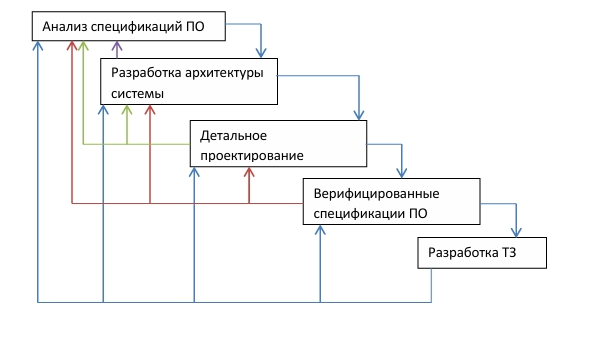 Анализ спецификаций ПО
Разработка архитектуры
системы
Детальное
проектирование
Верифицированные
спецификации ПО
Разработка ТЗ